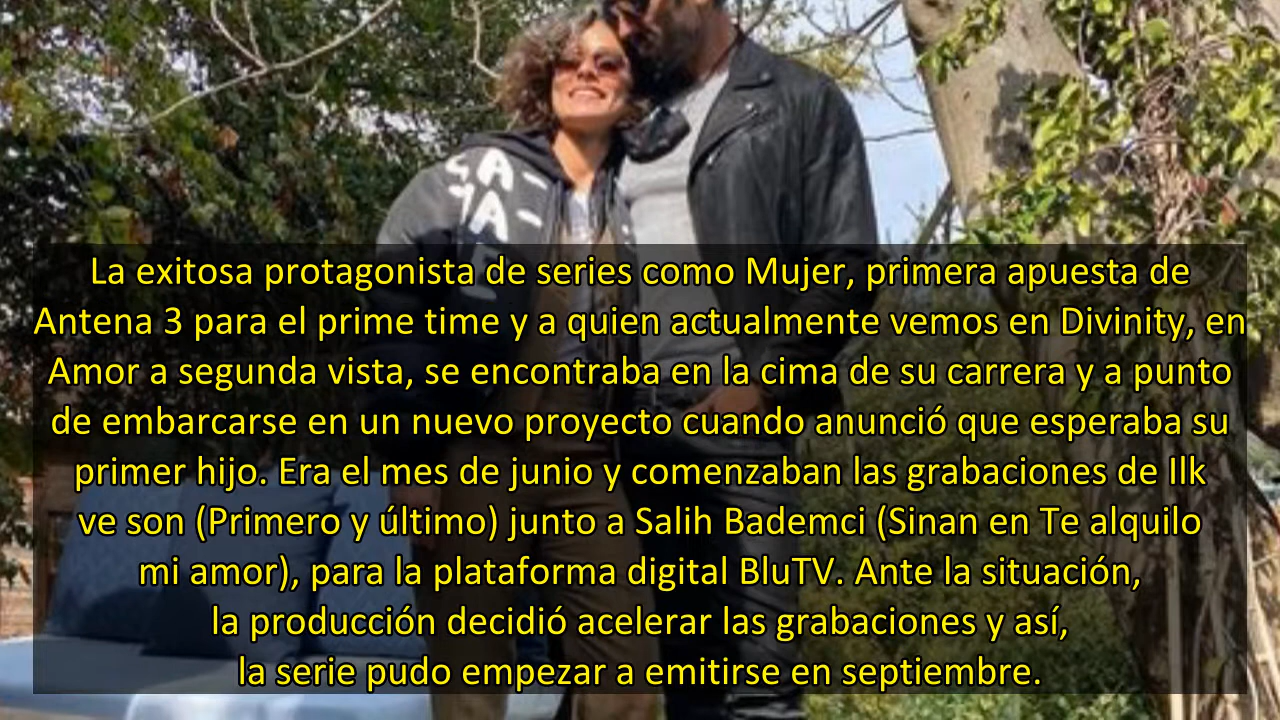 SA-
MA-
La exitosa protagonista de series como Mujer, primera apuesta de
Antena 3 para el prime time y a quien actualmente vemos en Divinity, en
Amor a segunda vista, se encontraba en la cima de su carrera y a punto
de embarcarse en un nuevo proyecto cuando anunció que esperaba su
primer hijo. Era el mes de junio y comenzaban las grabaciones de Ilk
ve son (Primero y último) junto a Salih Bademci (Sinan en Te alquilo
mi amor), para la plataforma digital BluTV. Ante la situación,
la producción decidió acelerar las grabaciones y así,
la serie pudo empezar a emitirse en septiembre.